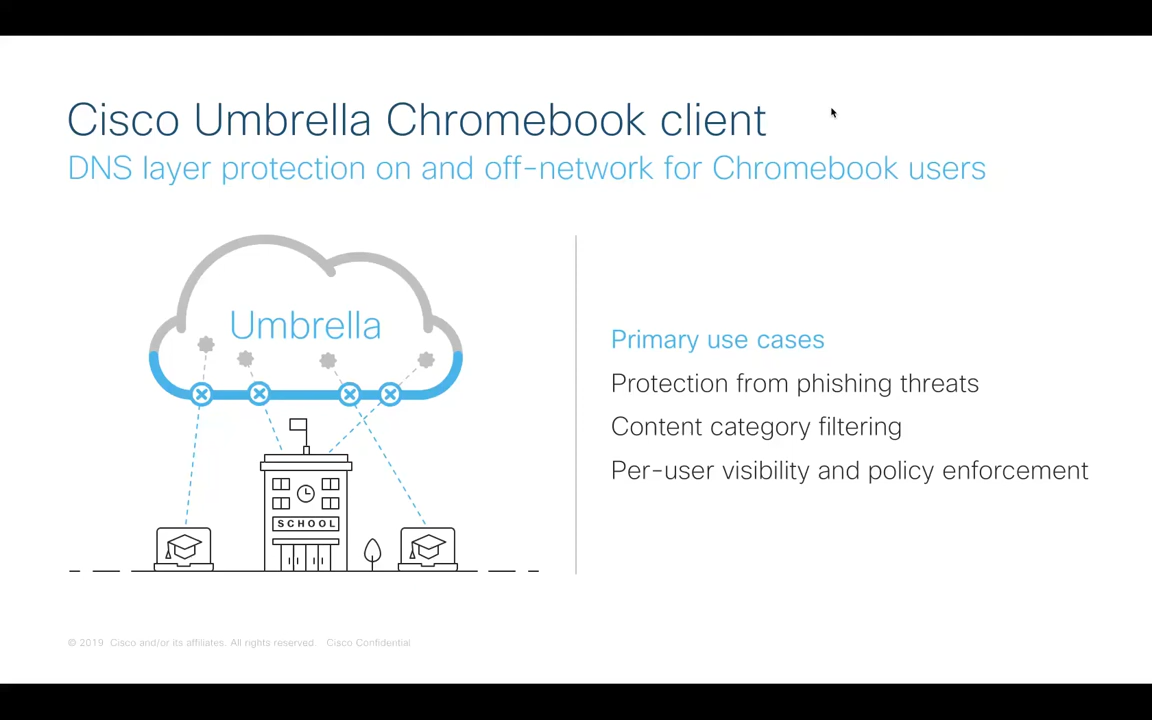 Cisco Umbrella Chromebook client
DNS layer protection on and off-network for Chromebook users
Umbrella
SCHOOL
Primary use cases
Protection from phishing threats
Content category filtering
Per-user visibility and policy enforcement
© 2019 Cisco and/or its affiliates. All rights reserved. Cisco Confidential